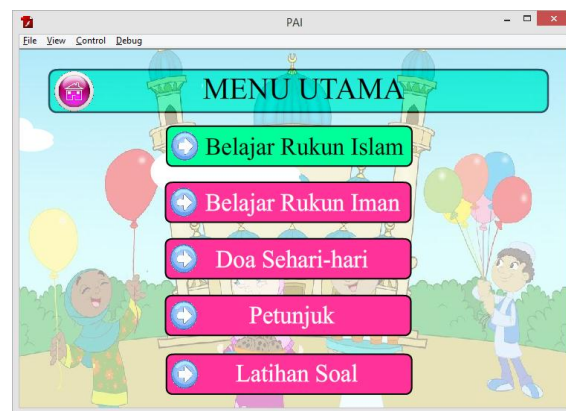 PAI
File View Control Debug
MENU UTAMA
Belajar Rukun Islam
Belajar Rukun Iman
Doa Sehari-hari
Petunjuk
Latihan Soal